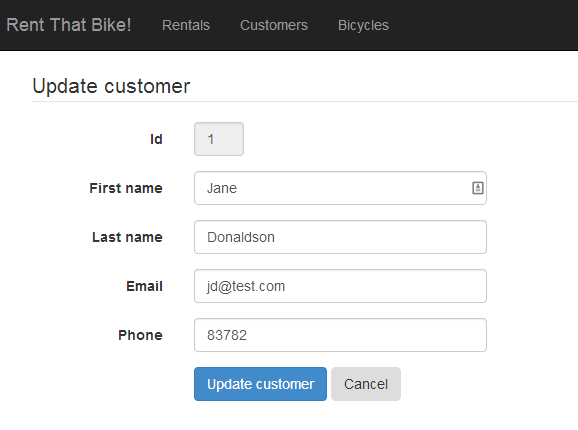 Rent That Bike! Rentals Customers Bicycles
Update customer
Id 1
First name Jane
Last name Donaldson
Email jd@test.com
Phone 83782
Update customer Cancel